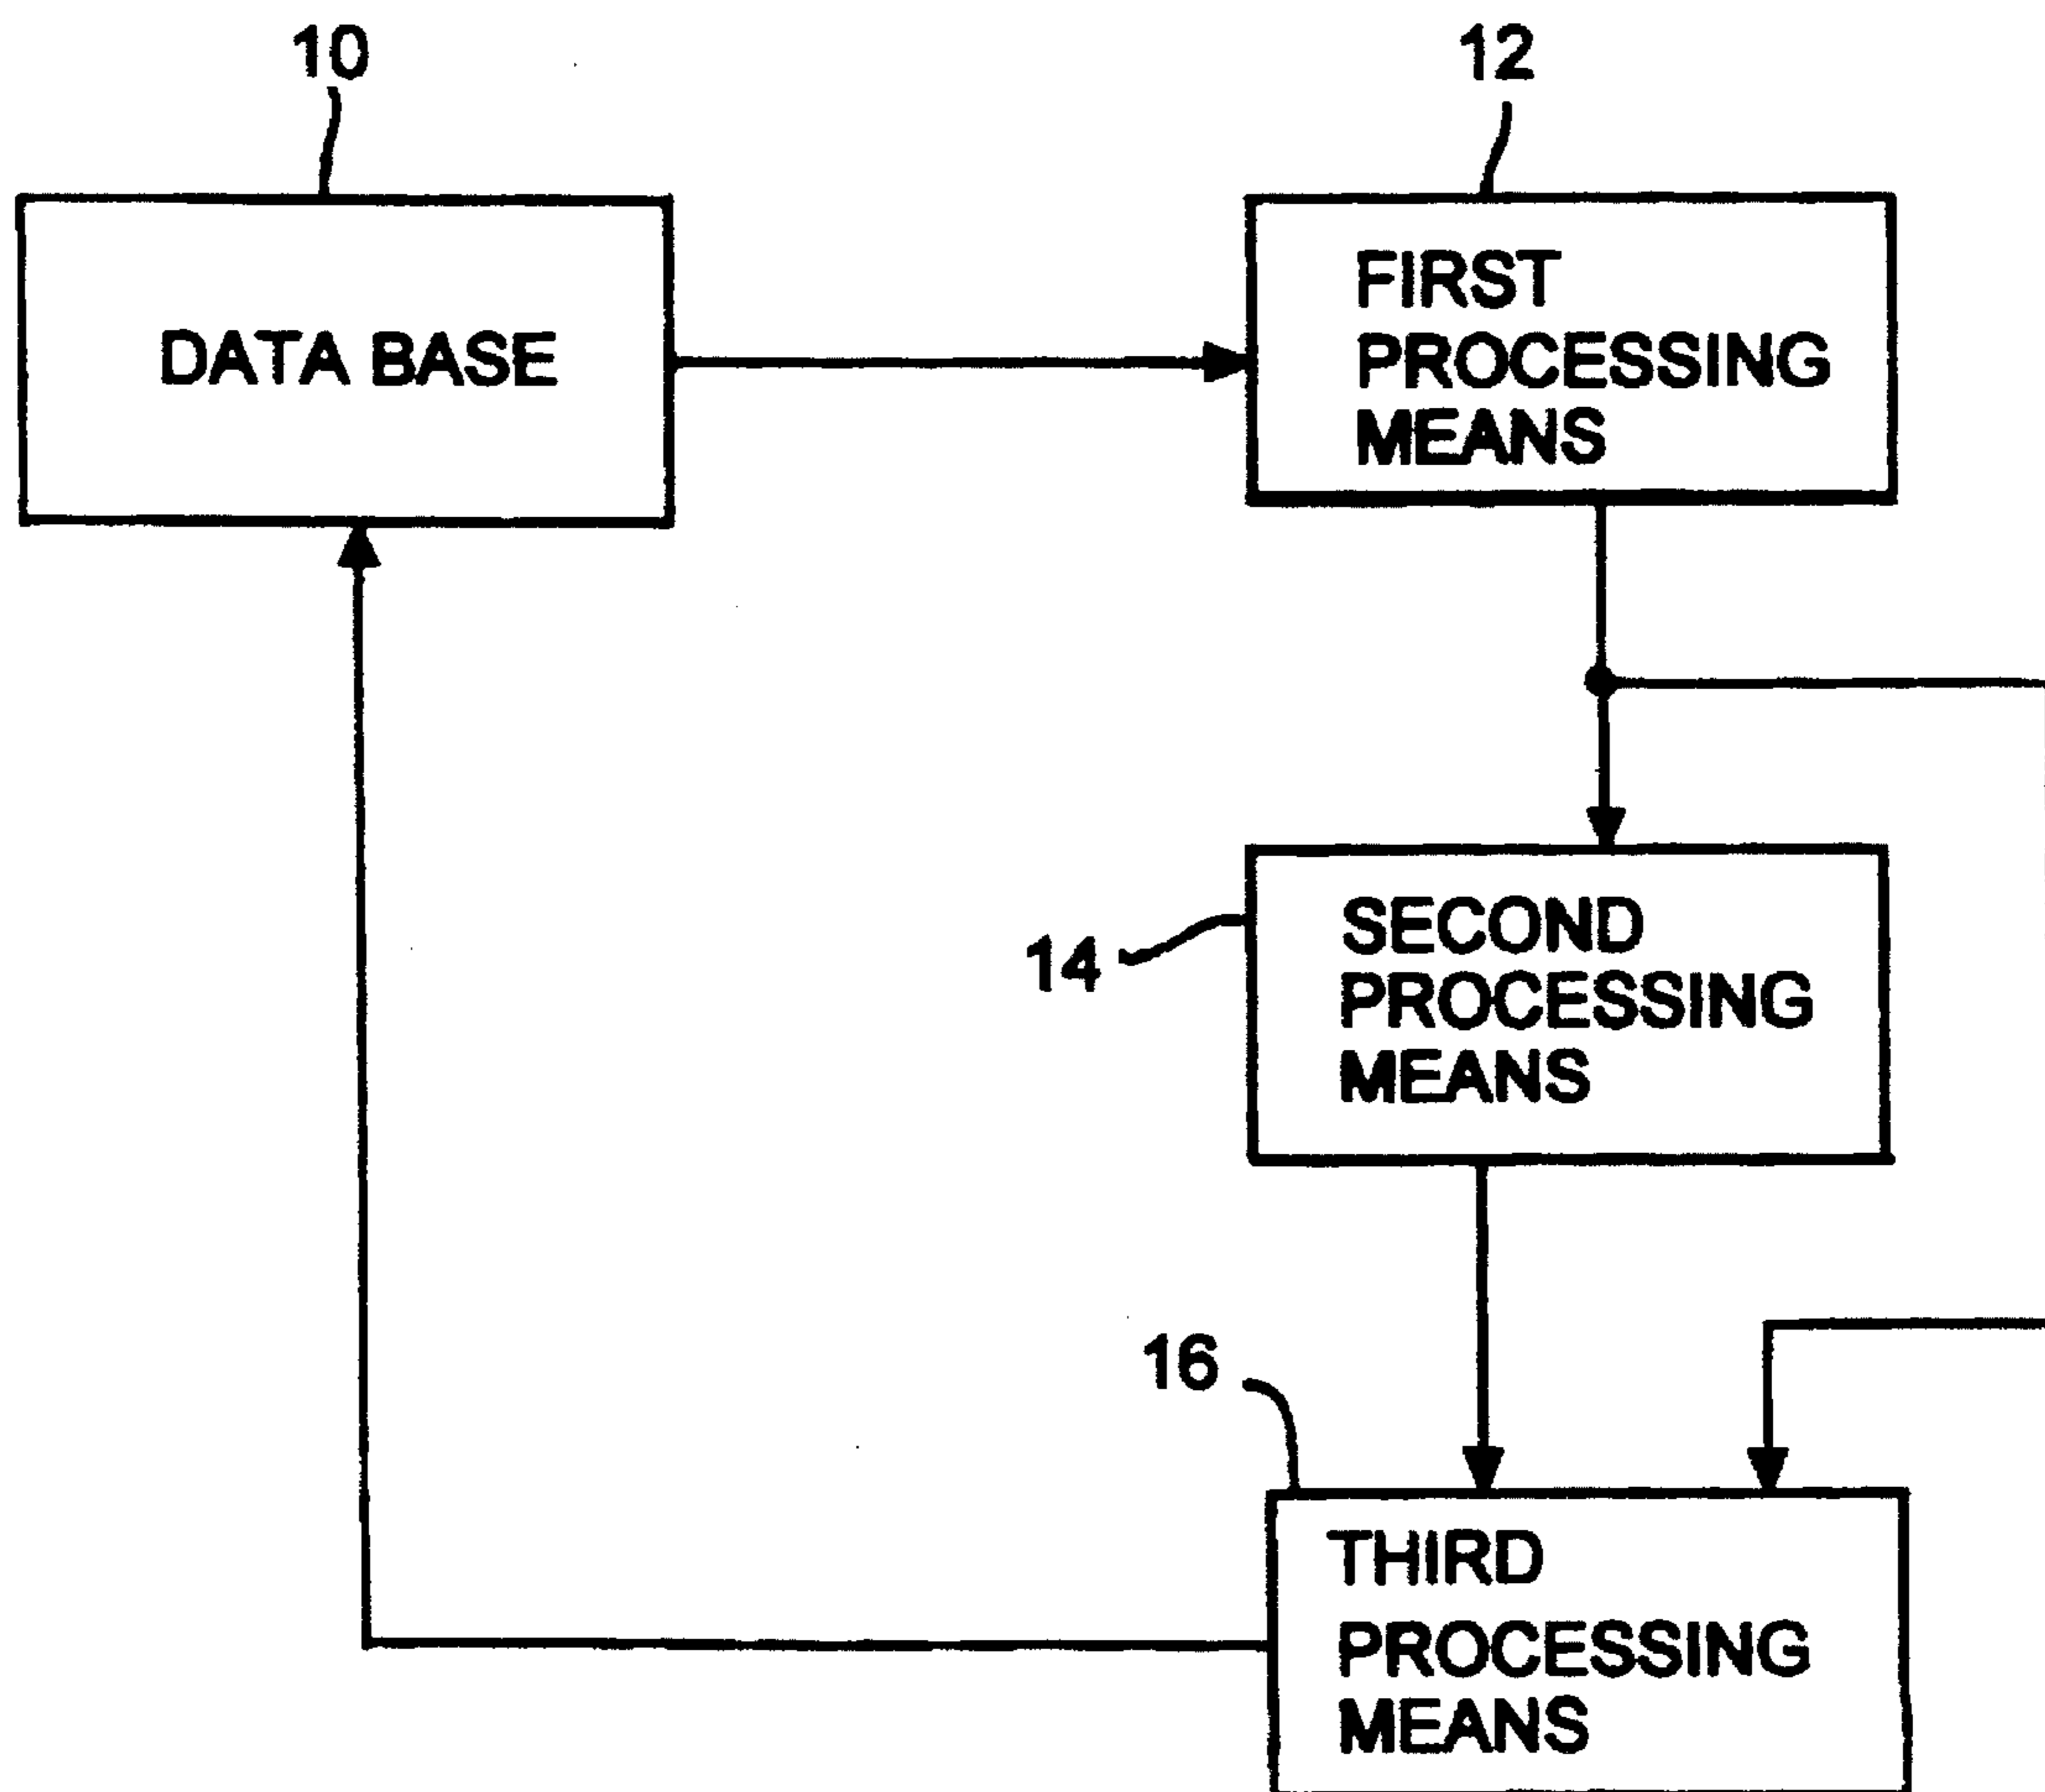 10
12
DATA BASE
FIRST
PROCESSING
MEANS
14
SECOND
PROCESSING
MEANS
16
THIRD
PROCESSING
MEANS